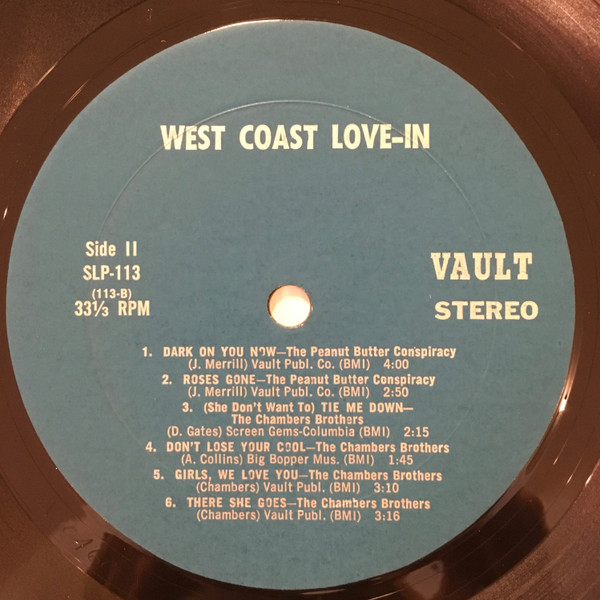 WEST COAST LOVE-IN
Side II
SLP-113
(113-B)
33⅓ RPM
VAULT
STEREO
1. DARK ON YOU NOW—The Peanut Butter Conspiracy
(J. Merrill) Vault Publ. Co. (BMI) 4:00
2. ROSES GONE—The Peanut Butter Conspiracy
(J. Merrill) Vault Publ. Co. (BMI) 2:50
3. (She Don't Want To) TIE ME DOWN—
The Chambers Brothers
(D. Gates) Screen Gems-Columbia (BMI) 2:15
4. DON'T LOSE YOUR COOL—The Chambers Brothers
(A. Collins) Big Bopper Mus. (BMI) 1:45
5. GIRLS, WE LOVE YOU—The Chambers Brothers
(Chambers) Vault Publ. (BMI) 3:10
6. THERE SHE GOES—The Chambers Brothers
(Chambers) Vault Publ. (BMI) 3:16